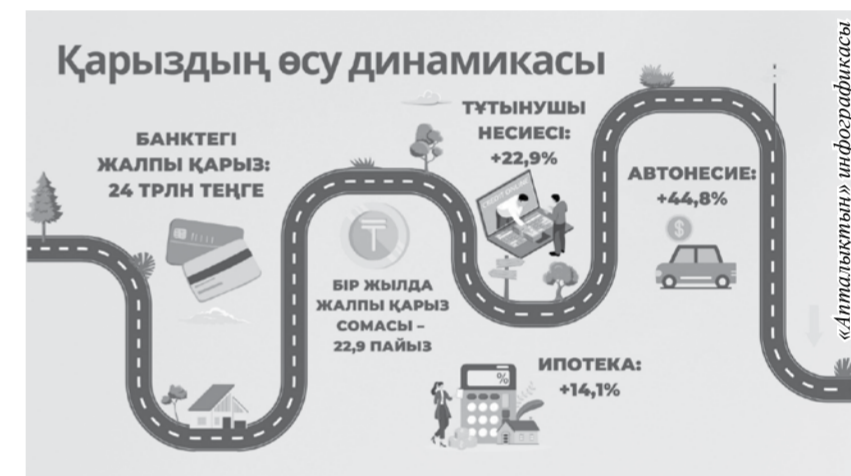 Қарыздың өсу динамикасы
БАНКТЕГІ
ЖАЛПЫ ҚАРЫЗ:
24 ТРЛН ТЕҢГЕ
БІР ЖЫЛДА
ЖАЛПЫ ҚАРЫЗ
СОМАСЫ –
22,9 ПАЙЫЗ
ТҰТЫНУШЫ
НЕСИЕСІ:
+22,9%
АВТОНЕСИЕ:
+44,8%
ИПОТЕКА:
+14,1%
«Апталықтың» инфографикасы